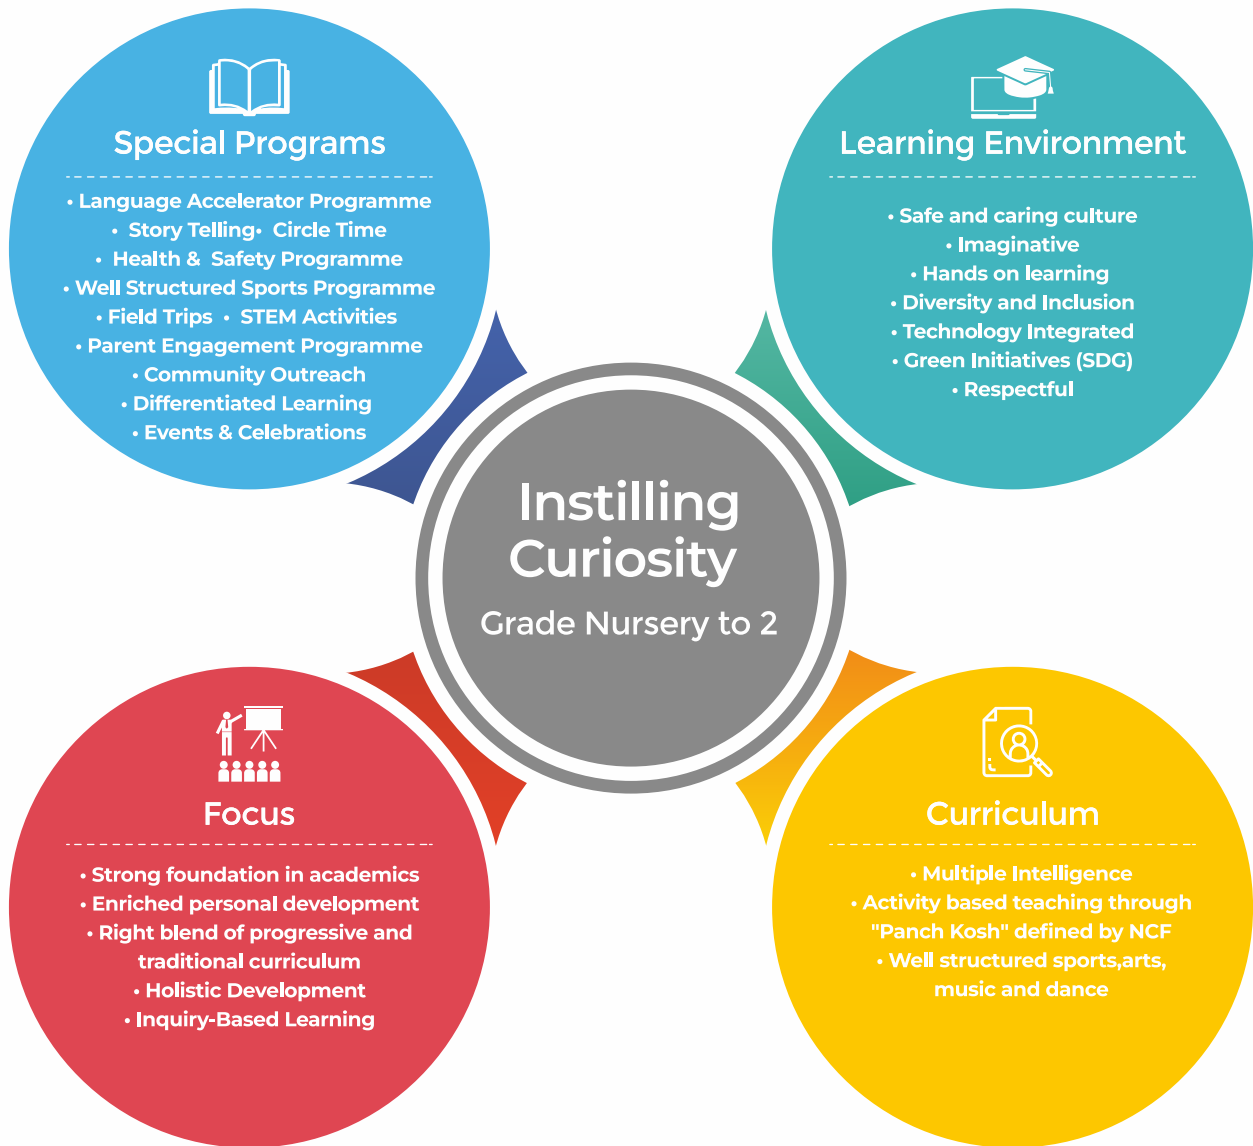 Special Programs
• Language Accelerator Programme
• Story Telling • Circle Time
• Health & Safety Programme
• Well Structured Sports Programme
• Field Trips • STEM Activities
• Parent Engagement Programme
• Community Outreach
• Differentiated Learning
• Events & Celebrations
Learning Environment
• Safe and caring culture
• Imaginative
• Hands on learning
• Diversity and Inclusion
• Technology Integrated
• Green Initiatives (SDG)
• Respectful
Instilling
Curiosity
Grade Nursery to 2
Focus
• Strong foundation in academics
• Enriched personal development
• Right blend of progressive and
traditional curriculum
• Holistic Development
• Inquiry-Based Learning
Curriculum
• Multiple Intelligence
• Activity based teaching through
"Panch Kosh" defined by NCF
• Well structured sports,arts,
music and dance